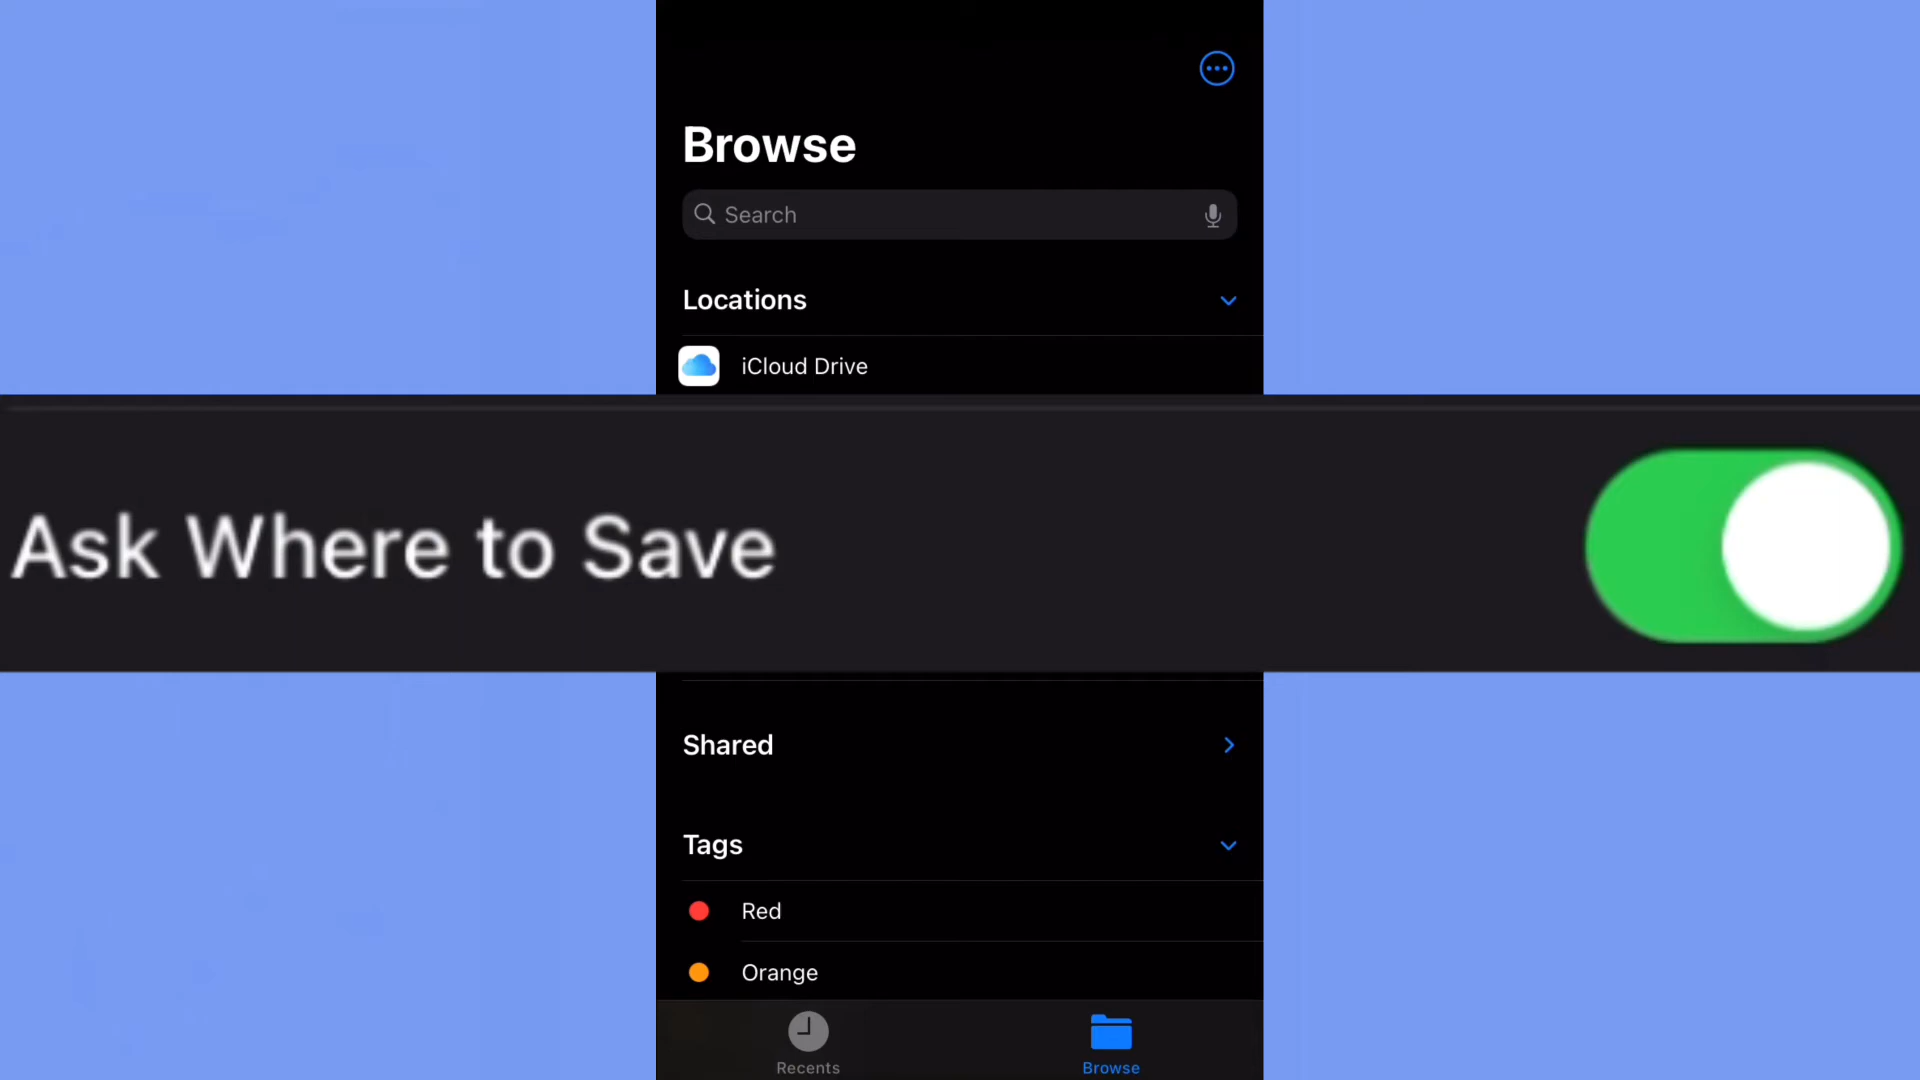 Browse
Search
Locations
iCloud Drive
Ask Where to Save
Shared
Tags
Red
Orange
Recents
Browse